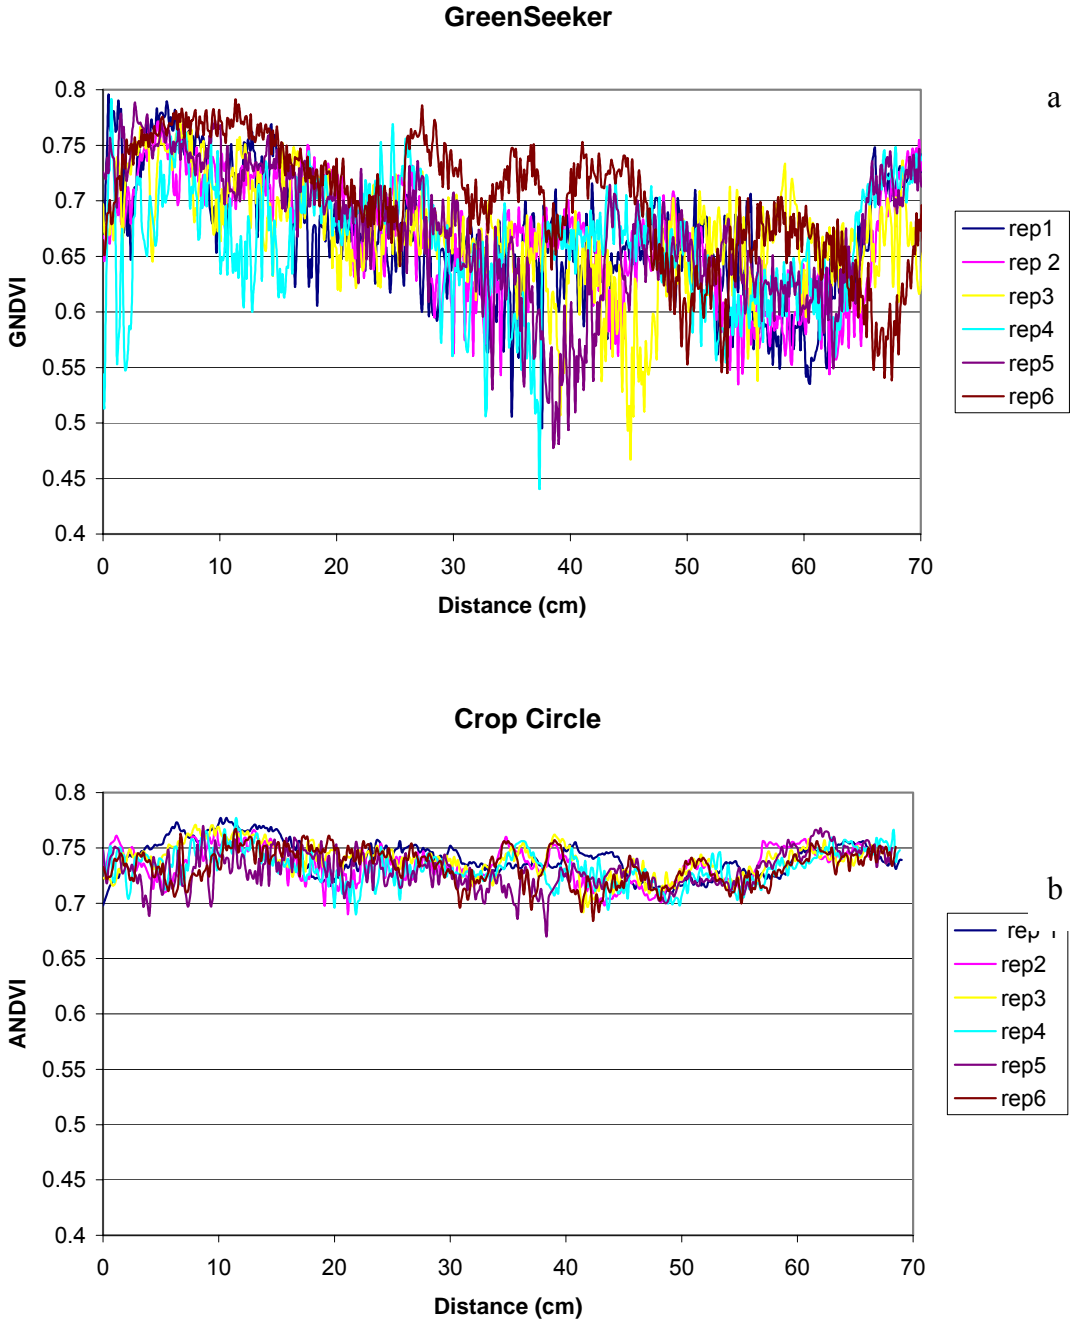 GreenSeeker
a
0.8
0.75
0.7
0.65
0.6
0.55
0.5
0.45
0.4
GNDVI
0 10 20 30 40 50 60 70
Distance (cm)
rep1
rep 2
rep3
rep4
rep5
rep6
Crop Circle
b
0.8
0.75
0.7
0.65
0.6
0.55
0.5
0.45
0.4
ANDVI
0 10 20 30 40 50 60 70
Distance (cm)
rep2
rep3
rep4
rep5
rep6